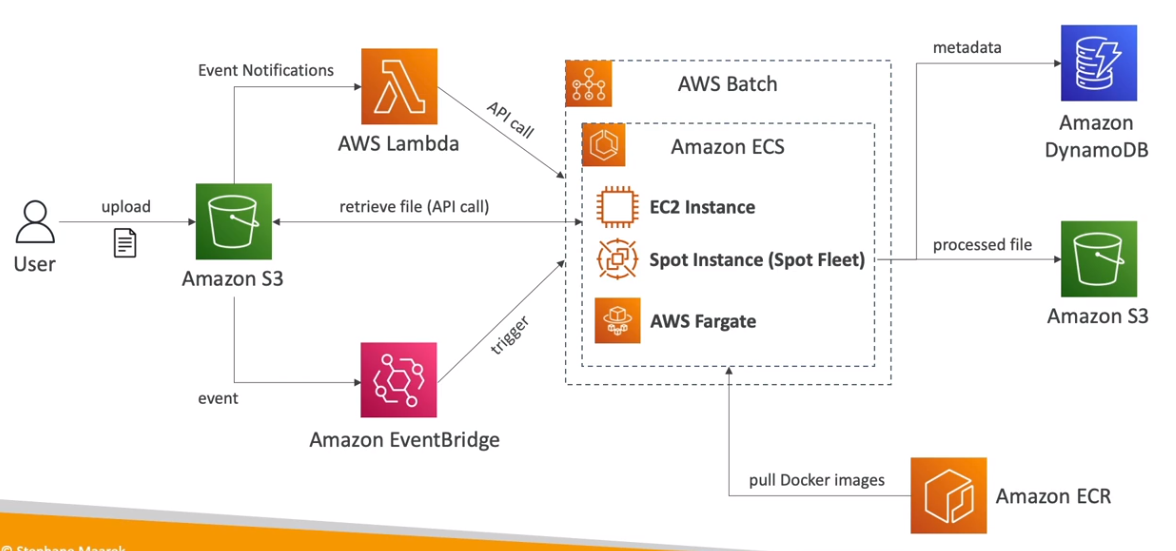 Event Notifications
AWS Lambda
API call
AWS Batch
Amazon ECS
EC2 Instance
Spot Instance (Spot Fleet)
AWS Fargate
metadata
Amazon
DynamoDB
upload
User
Amazon S3
retrieve file (API call)
processed file
Amazon S3
event
trigger
Amazon EventBridge
pull Docker images
Amazon ECR
© Stephane Maarek